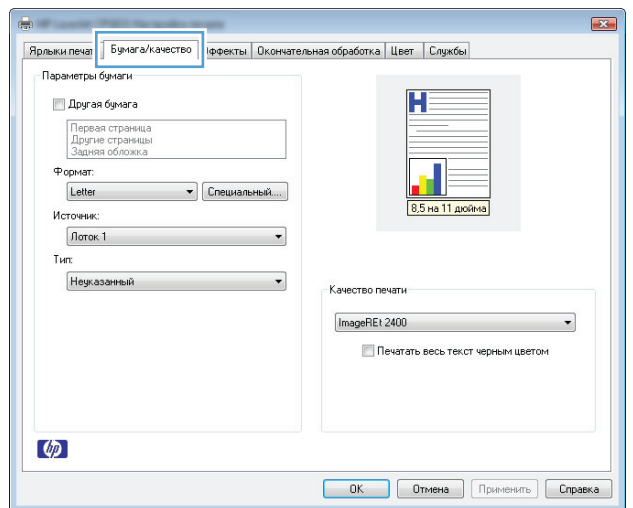 Ярлыки печат Бумага/качество ффекты Окончательная обработка Цвет Службы
Параметры бумаги
Другая бумага
Первая страница
Другие страницы
Задняя обложка
Формат:
Letter Специальный....
Источник:
Лоток 1
Тип:
Неуказанный
H
8,5 на 11 дюйма
Качество печати
ImageREt 2400
Печатать весь текст черным цветом
hp
OK Отмена Применить Справка